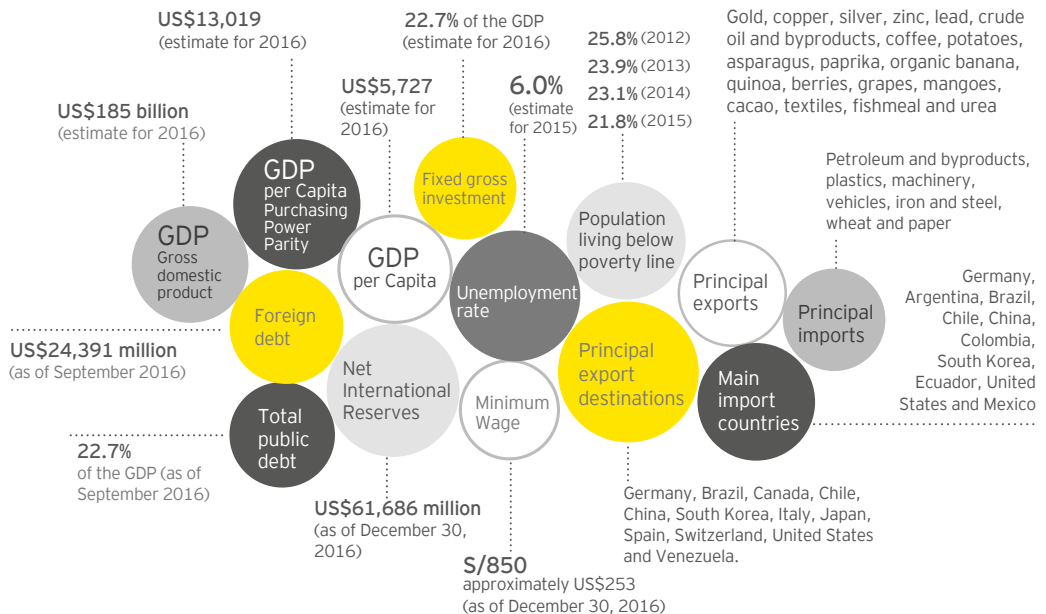 US$13,019
(estimate for 2016)
22.7% of the GDP
(estimate for 2016)
Gold, copper, silver, zinc, lead, crude
oil and byproducts, coffee, potatoes,
asparagus, paprika, organic banana,
quinoa, berries, grapes, mangoes,
cacao, textiles, fishmeal and urea
25.8% (2012)
23.9% (2013)
23.1% (2014)
21.8% (2015)
US$5,727
(estimate for
2016)
6.0%
(estimate
for 2015)
US$185 billion
(estimate for 2016)
GDP
per Capita
Purchasing
Power
Parity
Fixed gross
investment
Petroleum and byproducts,
plastics, machinery,
vehicles, iron and steel,
wheat and paper
GDP
Gross
domestic
product
GDP
per Capita
Unemployment
rate
Population
living below
poverty line
Principal
exports
Principal
imports
Germany,
Argentina, Brazil,
Chile, China,
Colombia,
South Korea,
Ecuador, United
States and Mexico
Foreign
debt
US$24,391 million
(as of September 2016)
Net
International
Reserves
Minimum
Wage
Principal
export
destinations
Main
import
countries
Total
public
debt
22.7%
of the GDP (as of
September 2016)
US$61,686 million
(as of December 30,
2016)
S/850
approximately US$253
(as of December 30, 2016)
Germany, Brazil, Canada, Chile,
China, South Korea, Italy, Japan,
Spain, Switzerland, United States
and Venezuela.